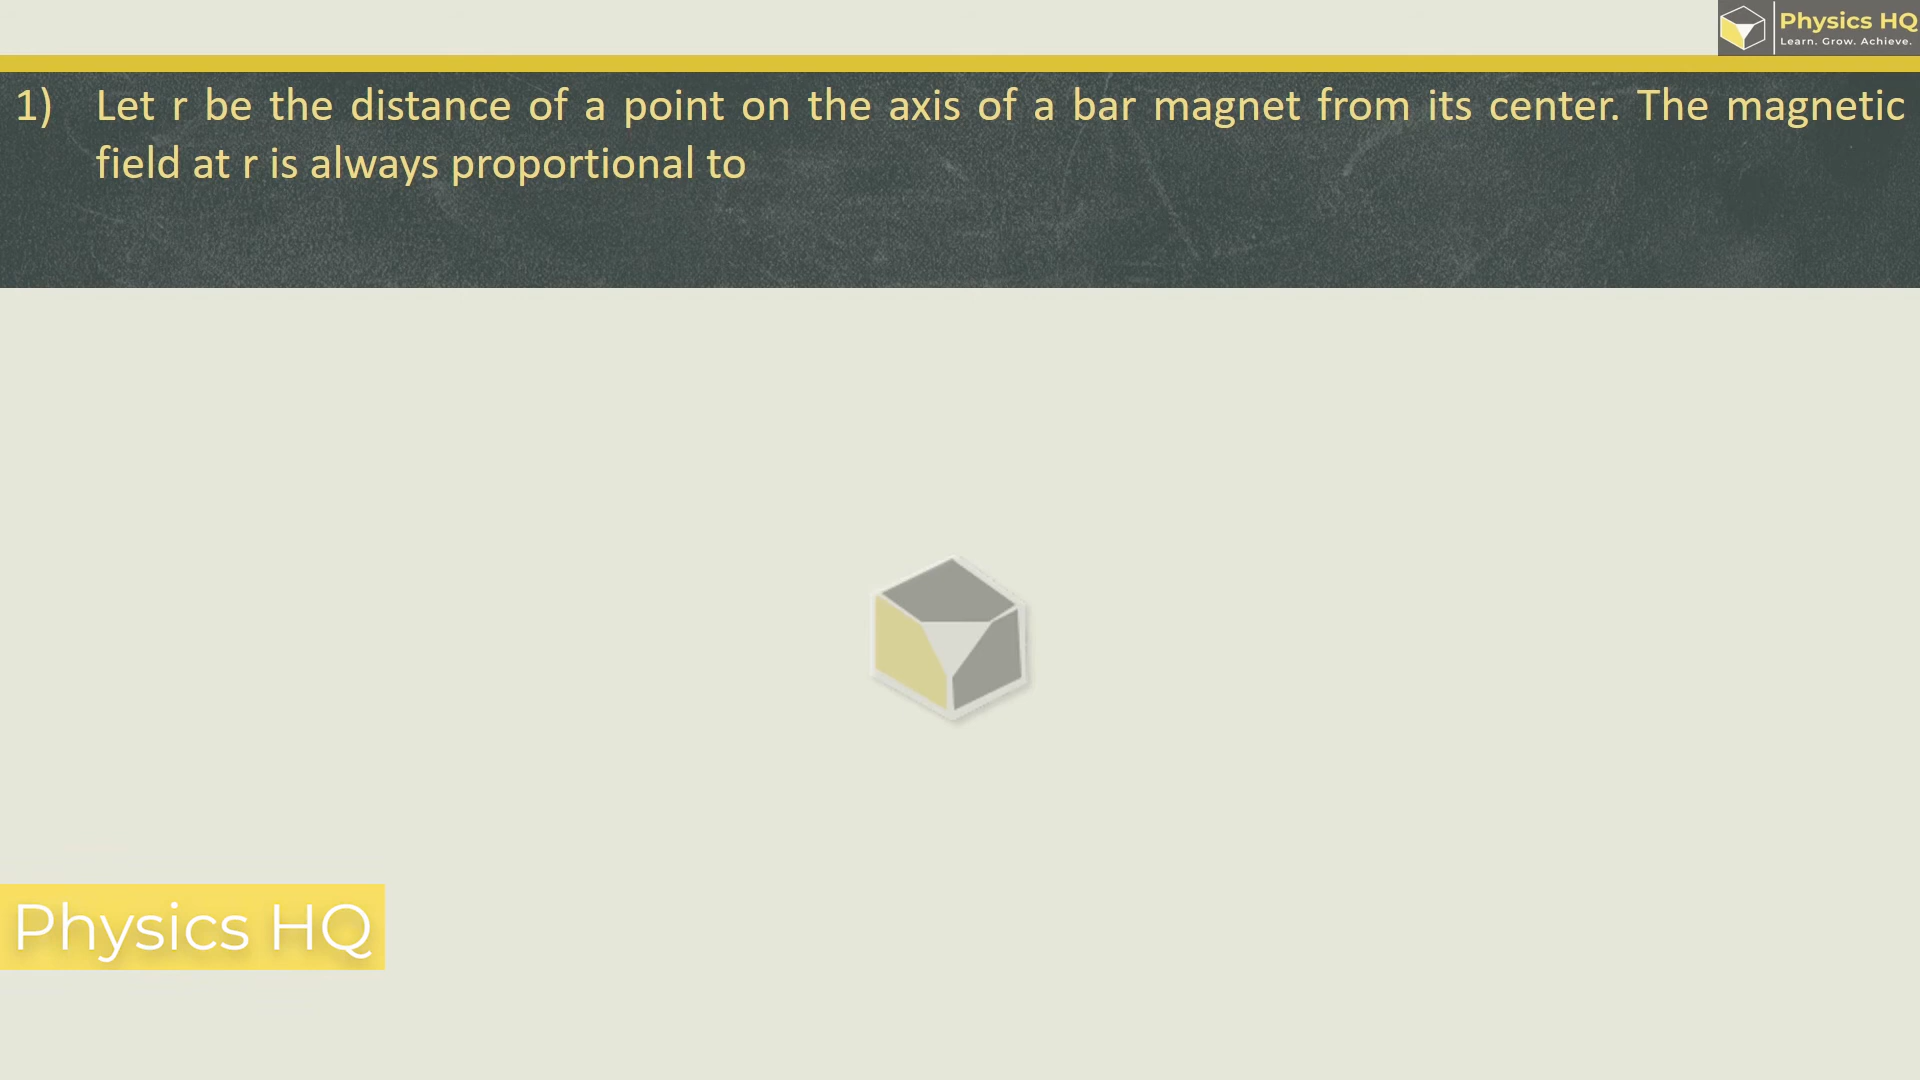 Physics HQ
Learn. Grow. Achieve.
1) Let r be the distance of a point on the axis of a bar magnet from its center. The magnetic
field at r is always proportional to
Physics HQ